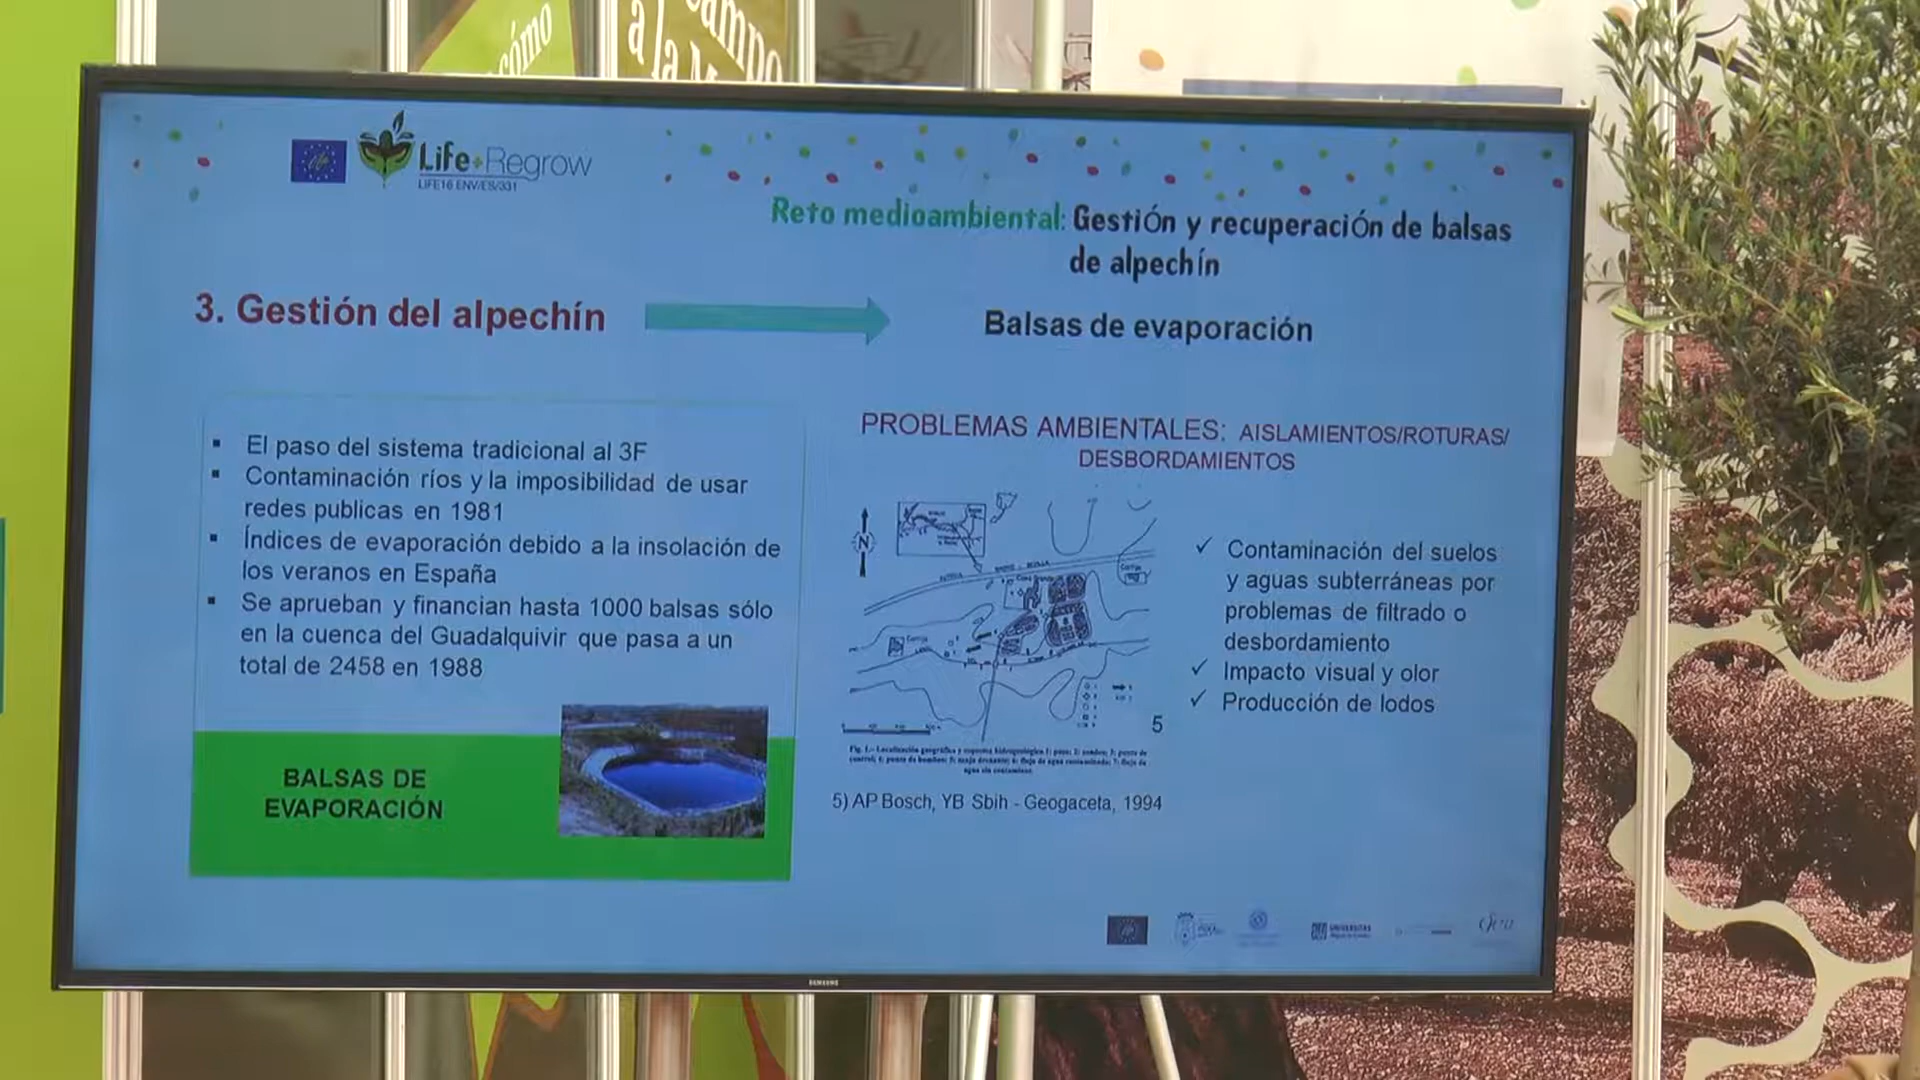 cómo
a la
campo
Life+Regrow
LIFE16 ENV/ES/331
Reto medioambiental: Gestión y recuperación de balsas
de alpechín
3. Gestión del alpechín
Balsas de evaporación
▪ El paso del sistema tradicional al 3F
▪ Contaminación ríos y la imposibilidad de usar
redes publicas en 1981
▪ Índices de evaporación debido a la insolación de
los veranos en España
▪ Se aprueban y financian hasta 1000 balsas sólo
en la cuenca del Guadalquivir que pasa a un
total de 2458 en 1988
BALSAS DE
EVAPORACIÓN
PROBLEMAS AMBIENTALES: AISLAMIENTOS/ROTURAS/
DESBORDAMIENTOS
N
5
5) AP Bosch, YB Sbih - Geogaceta, 1994
✓ Contaminación del suelos
y aguas subterráneas por
problemas de filtrado o
desbordamiento
✓ Impacto visual y olor
✓ Producción de lodos
UNIVERSITAS
SAMSUNG